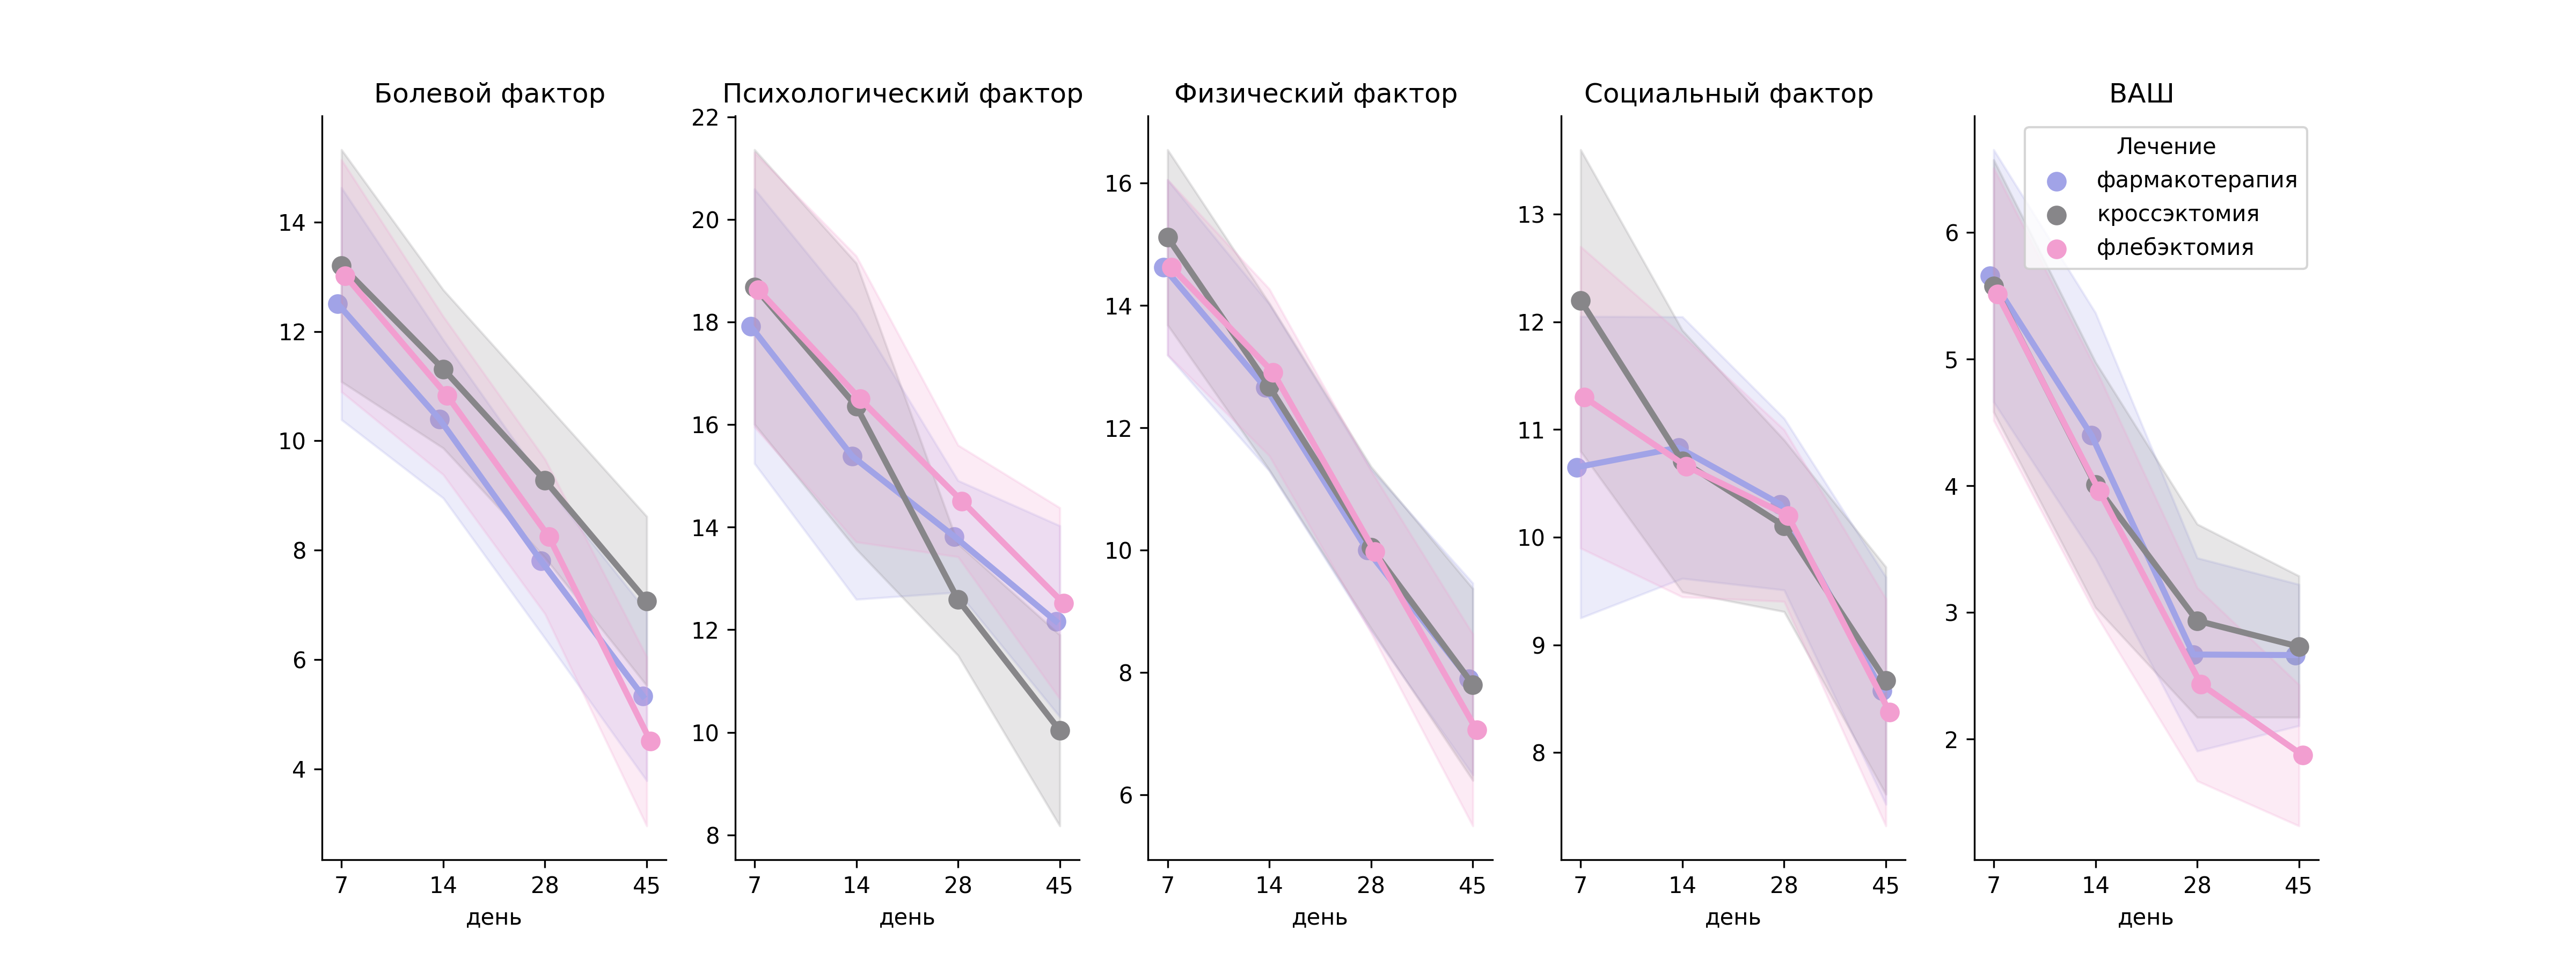 Болевой фактор
14
12
10
8
6
4
7 14 28 45
день
Психологический фактор
22
20
18
16
14
12
10
8
7 14 28 45
день
Физический фактор
16
14
12
10
8
6
7 14 28 45
день
Социальный фактор
13
12
11
10
9
8
7 14 28 45
день
ВАШ
6
5
4
3
2
7 14 28 45
день
Лечение
фармакотерапия
кроссэктомия
флебэктомия